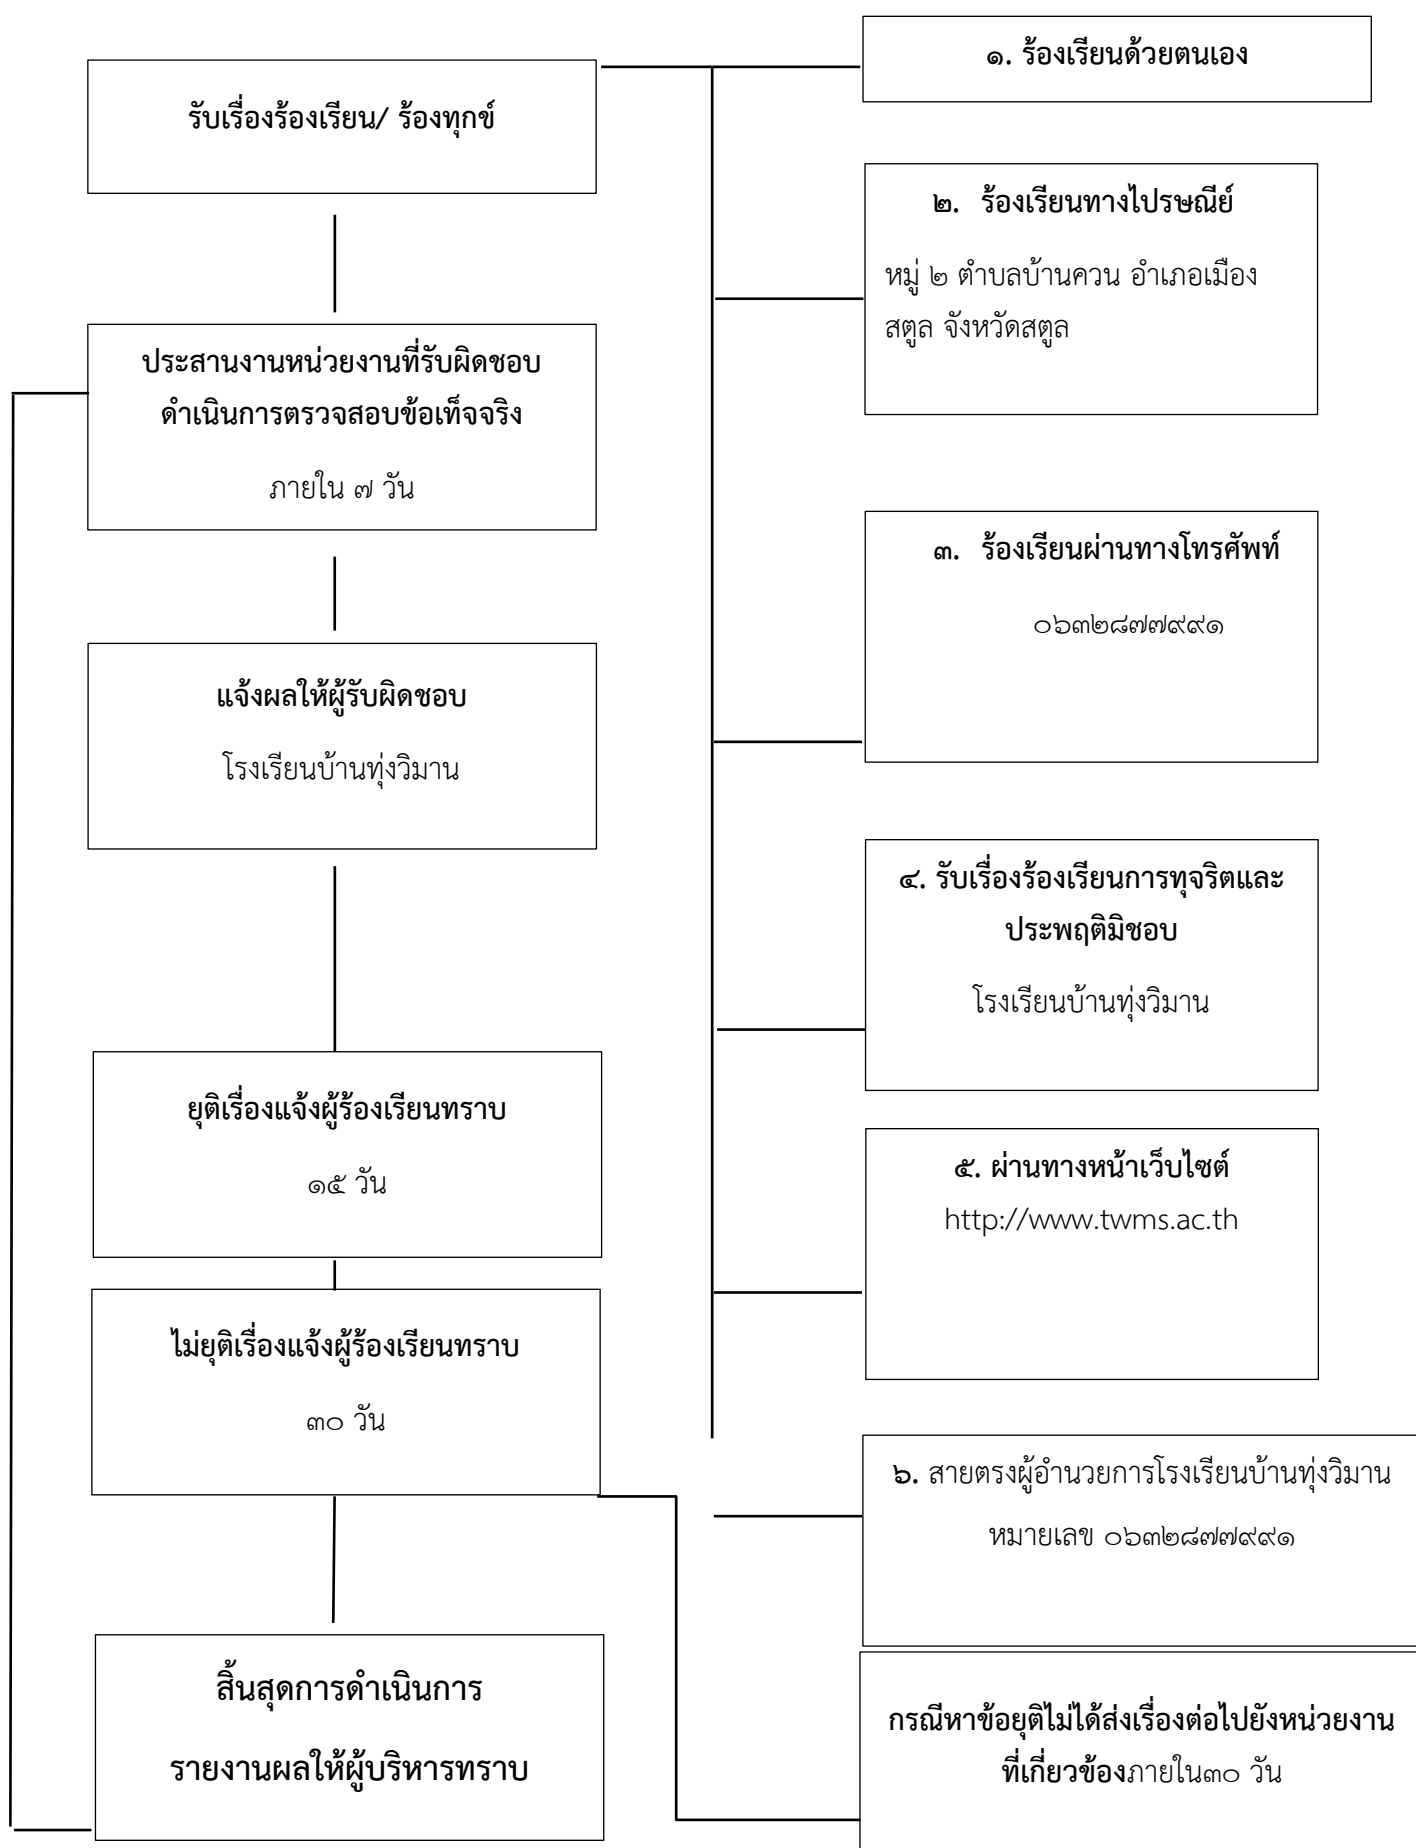 รับเรื่องร้องเรียน/ ร้องทุกข์
ประสานงานหน่วยงานที่รับผิดชอบ
ดำเนินการตรวจสอบข้อเท็จจริง
ภายใน ๗ วัน
แจ้งผลให้ผู้รับผิดชอบ
โรงเรียนบ้านทุ่งวิมาน
ยุติเรื่องแจ้งผู้ร้องเรียนทราบ
๑๕ วัน
ไม่ยุติเรื่องแจ้งผู้ร้องเรียนทราบ
๓๐ วัน
สิ้นสุดการดำเนินการ
รายงานผลให้ผู้บริหารทราบ
๑. ร้องเรียนด้วยตนเอง
๒. ร้องเรียนทางไปรษณีย์
หมู่ ๒ ตำบลบ้านควน อำเภอเมือง
สตูล จังหวัดสตูล
๓. ร้องเรียนผ่านทางโทรศัพท์
๐๖๓๒๘๗๗๙๙๑
๔. รับเรื่องร้องเรียนการทุจริตและ
ประพฤติมิชอบ
โรงเรียนบ้านทุ่งวิมาน
๕. ผ่านทางหน้าเว็บไซต์
http://www.twms.ac.th
๖. สายตรงผู้อำนวยการโรงเรียนบ้านทุ่งวิมาน
หมายเลข ๐๖๓๒๘๗๗๙๙๑
กรณีหาข้อยุติไม่ได้ส่งเรื่องต่อไปยังหน่วยงาน
ที่เกี่ยวข้องภายใน๓๐ วัน